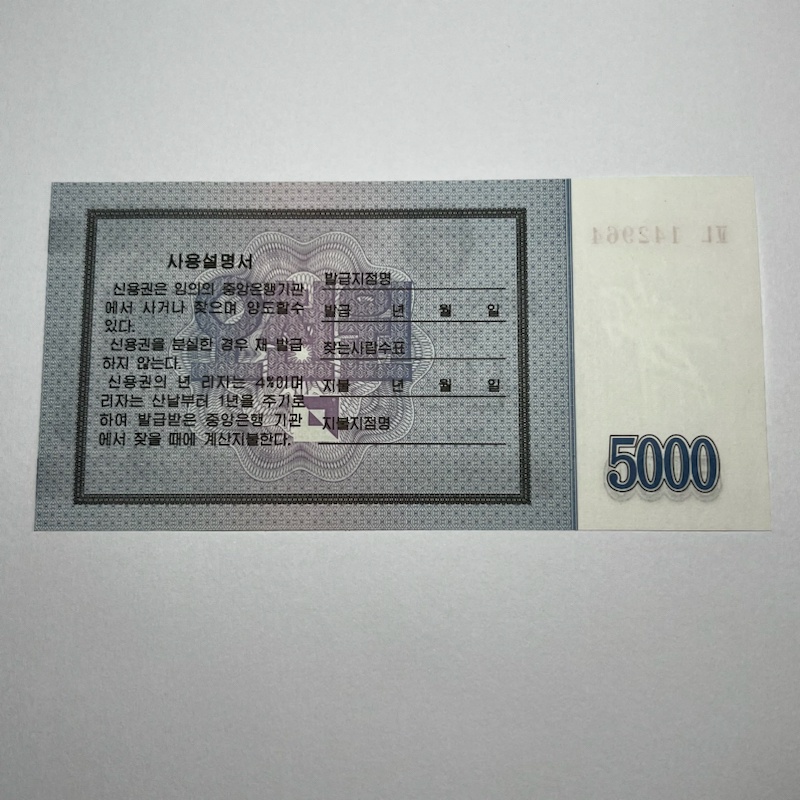 사용설명서
신용권은 임의의 중앙은행기관
에서 사거나 찾으며 양도할수
있다.
신용권을 분실한 경우 재 발급
하지 않는다.
신용권의 년 리자는 4%이며
리자는 산날부터 1년을 주기로
하여 발급받은 중앙은행 기관
에서 찾을 때에 계산지불한다.
발급지점명
발급 년 월 일
찾는사람수표
지불 년 월 일
지불지점명
142964
5000